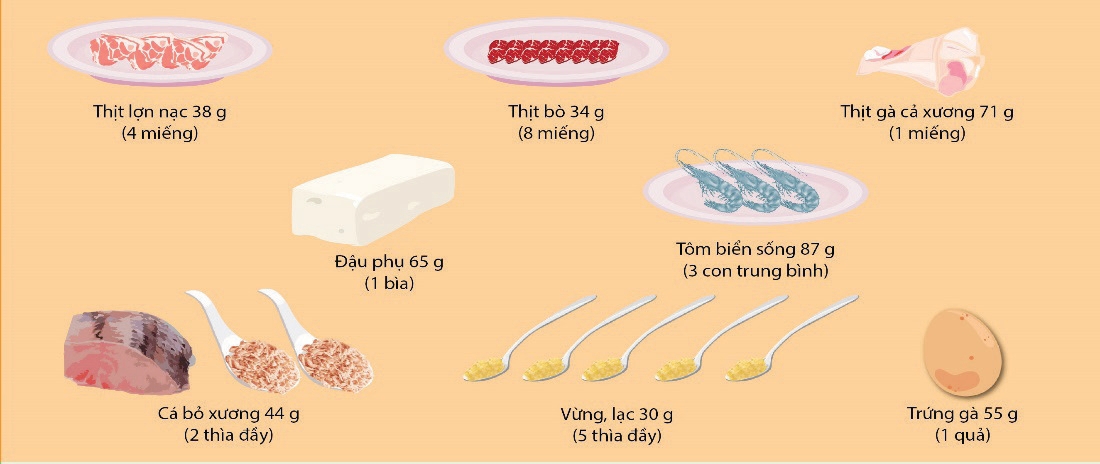 Thịt lợn nạc 38 g
(4 miếng)
Thịt bò 34 g
(8 miếng)
Thịt gà cả xương 71 g
(1 miếng)
Đậu phụ 65 g
(1 bìa)
Tôm biển sống 87 g
(3 con trung bình)
Cá bỏ xương 44 g
(2 thìa đầy)
Vừng, lạc 30 g
(5 thìa đầy)
Trứng gà 55 g
(1 quả)